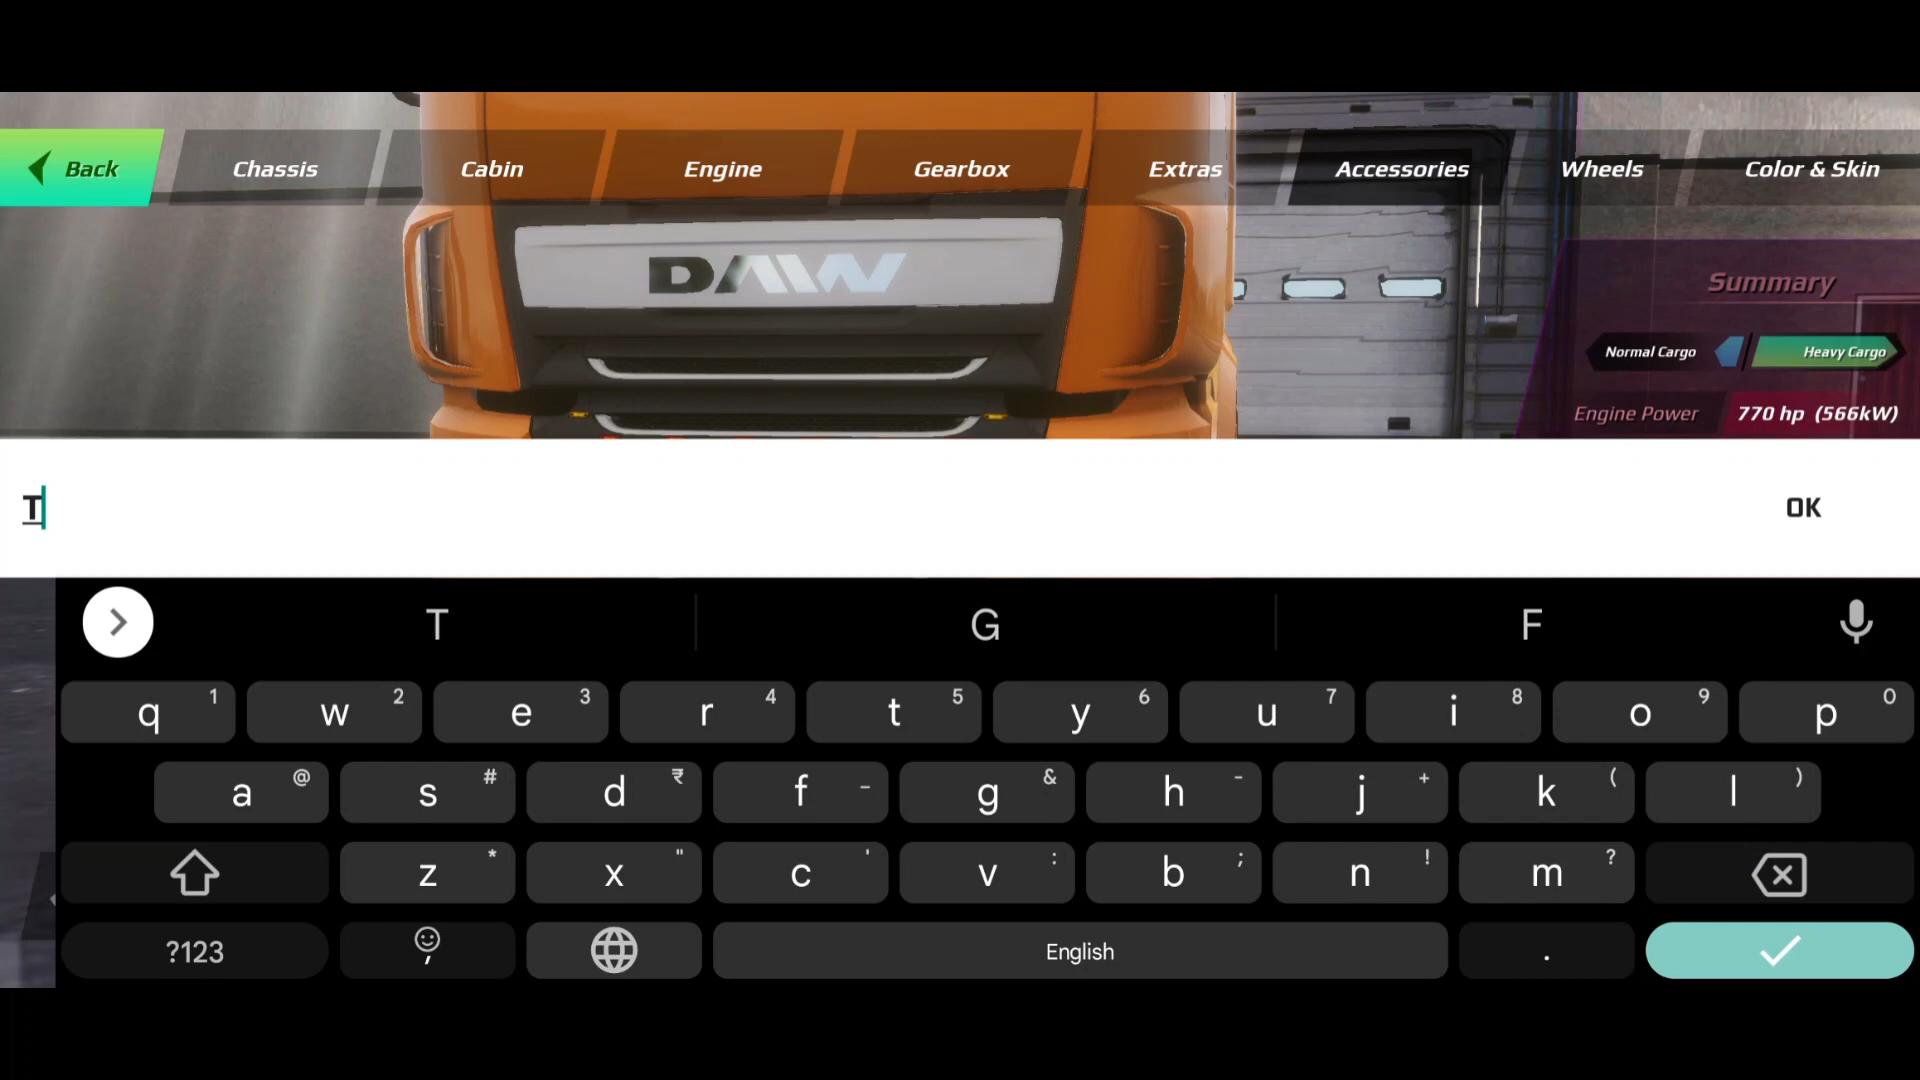 Back Chassis Cabin Engine Gearbox Extras Accessories Wheels Color & Skin
DAW
Summary
Normal Cargo Heavy Cargo
Engine Power 770 hp (566kW)
T OK
T G F
q 1 w 2 e 3 r 4 t 5 y 6 u 7 i 8 o 9 p 0
a @ s # d ₹ f _ g & h - j + k ( l )
z * x " c ' v : b ; n ! m ?
?123 , English .